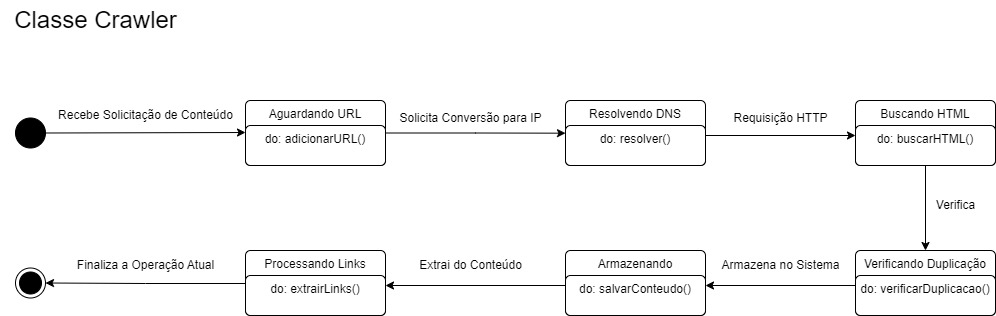 Classe Crawler
Recebe Solicitação de Conteúdo
Aguardando URL
do: adicionarURL()
Solicita Conversão para IP
Resolvendo DNS
do: resolver()
Requisição HTTP
Buscando HTML
do: buscarHTML()
Verifica
Verificando Duplicação
do: verificarDuplicacao()
Armazena no Sistema
Armazenando
do: salvarConteudo()
Extrai do Conteúdo
Processando Links
do: extrairLinks()
Finaliza a Operação Atual